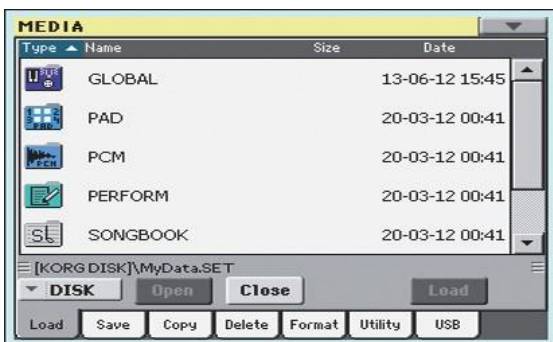 MEDIA
Type Name Size Date
GLOBAL 13-06-12 15:45
PAD 20-03-12 00:41
PCM 20-03-12 00:41
PERFORM 20-03-12 00:41
SL SONGBOOK 20-03-12 00:41
[KORG DISK]\MyData.SET
DISK Open Close Load
Load Save Copy Delete Format Utility USB